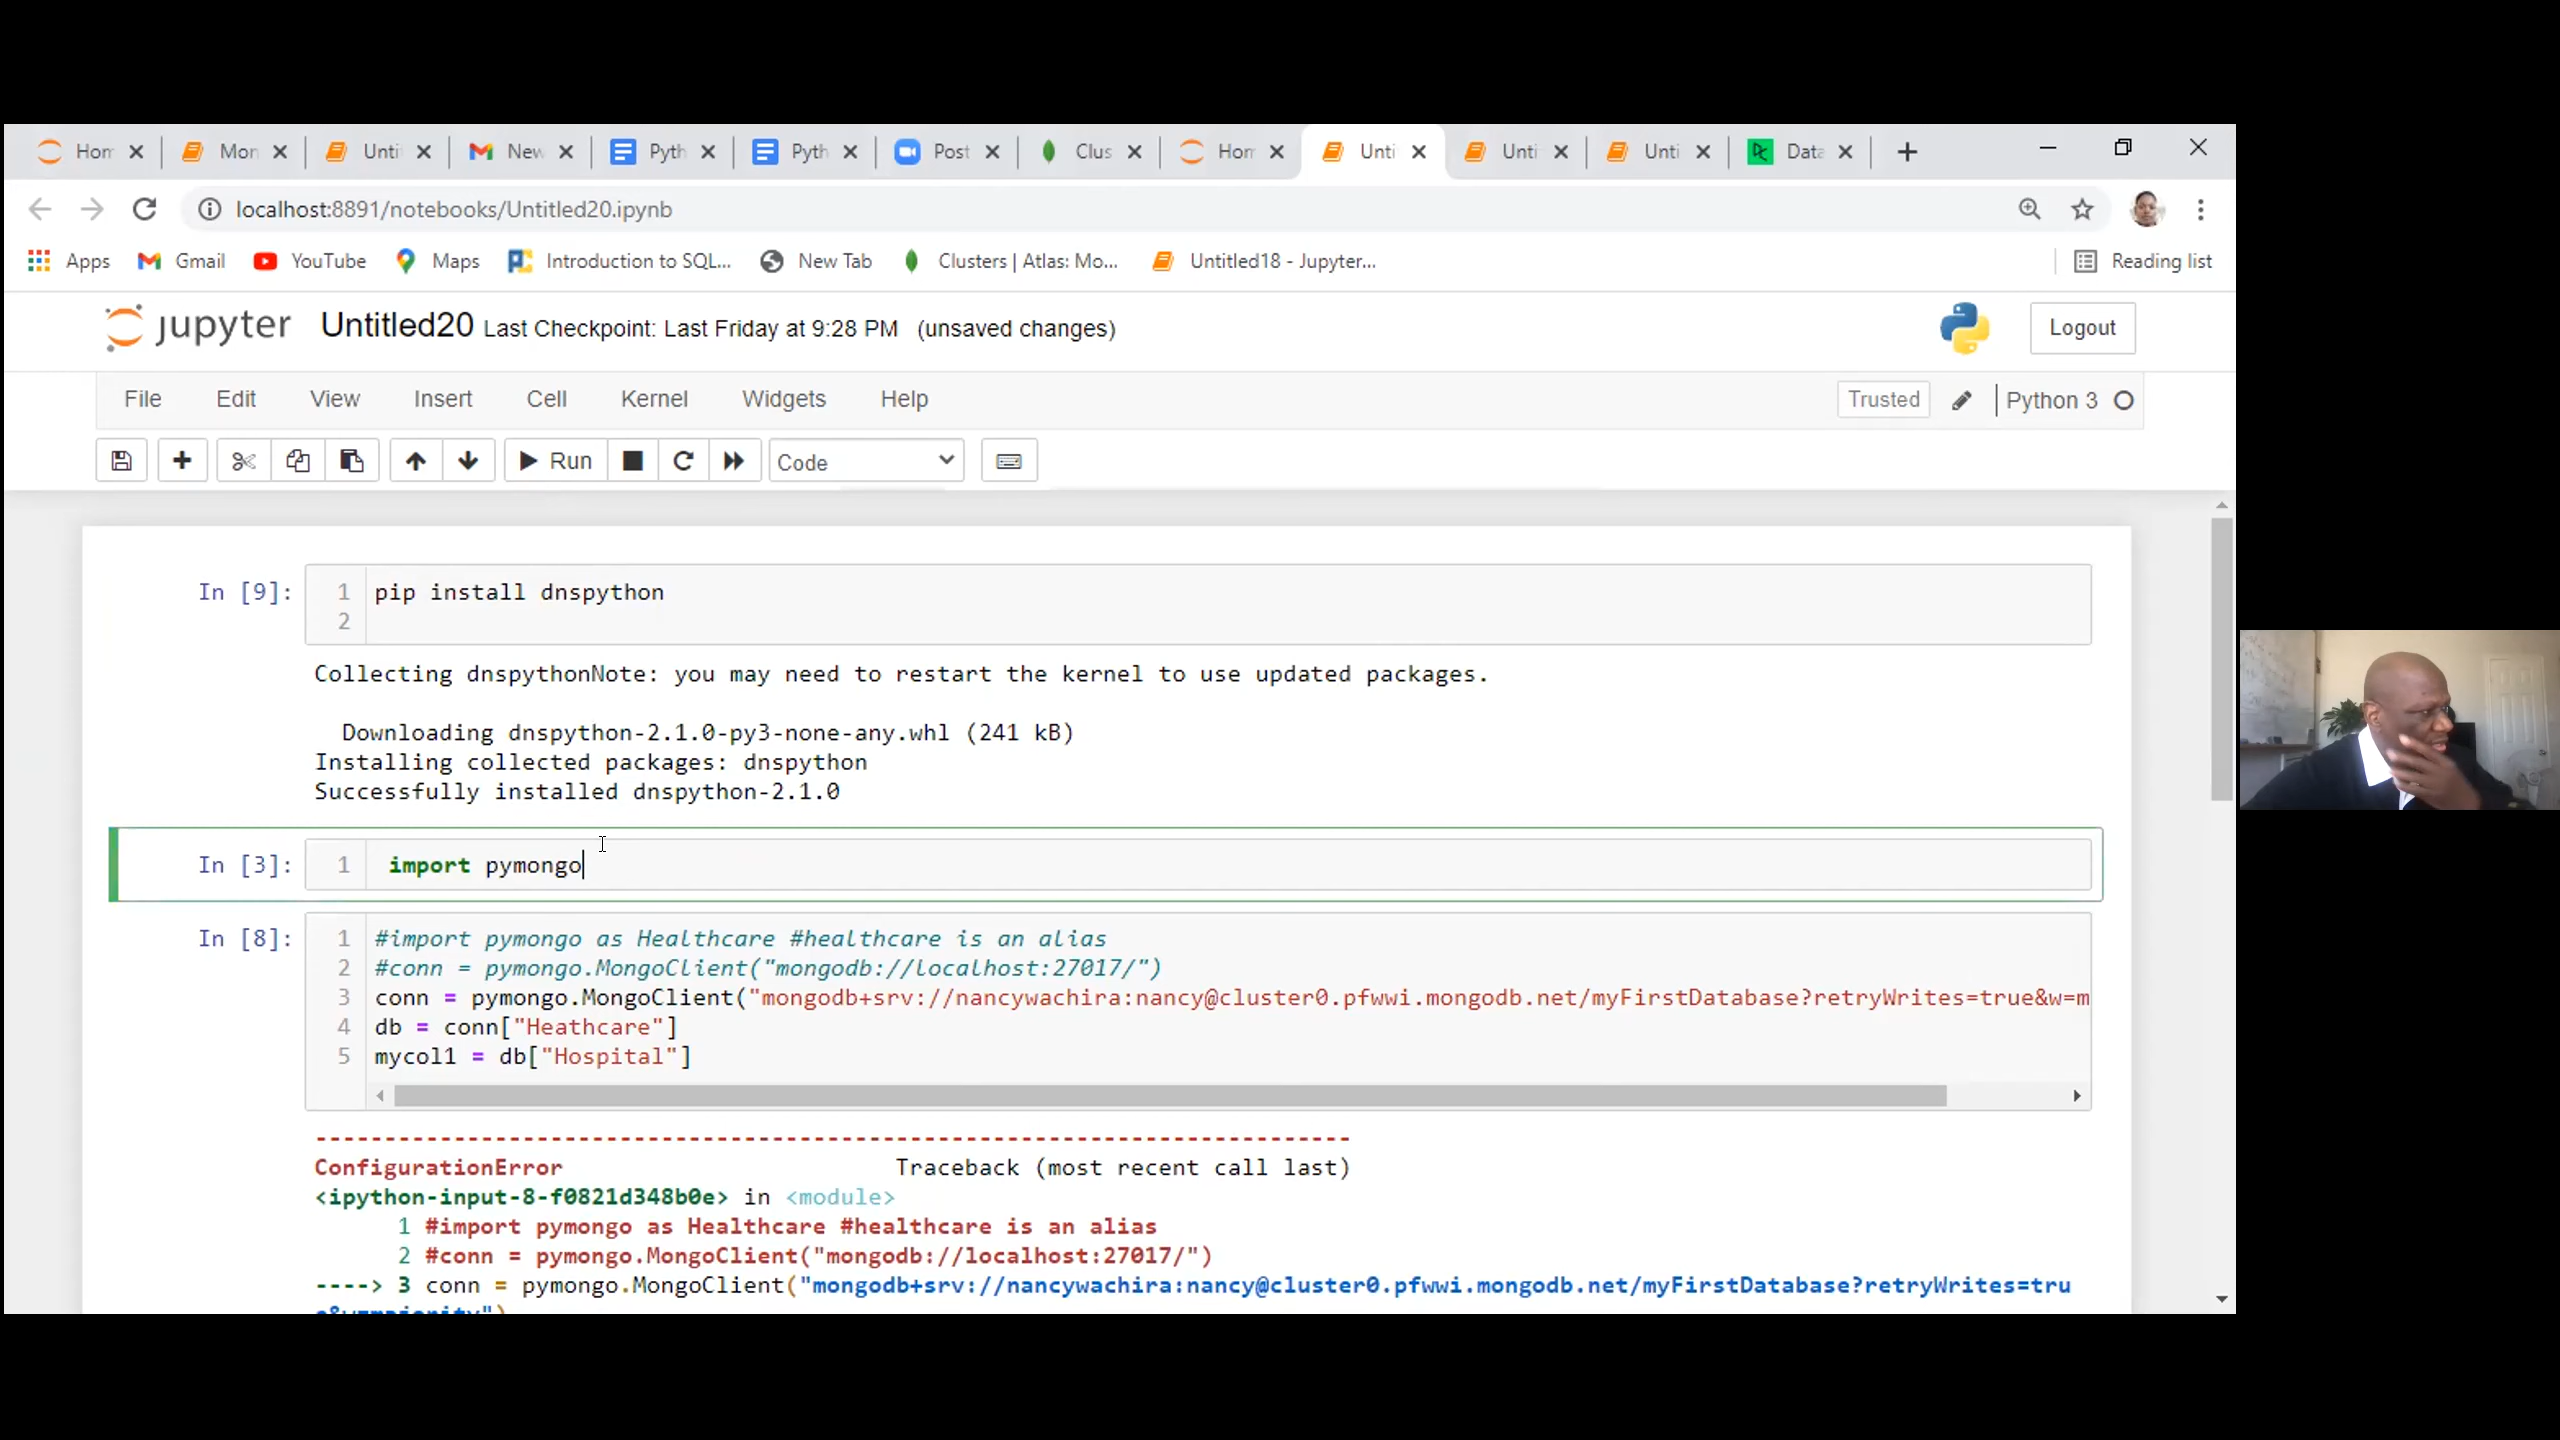 Hom
Mon
Unti
New
Pyth
Pyth
Post
Clus
Hom
Unti
Unti
Unti
Data
localhost:8891/notebooks/Untitled20.ipynb
Apps
Gmail
YouTube
Maps
Introduction to SQL...
New Tab
Clusters | Atlas: Mo...
Untitled18 - Jupyter...
Reading list
jupyter Untitled20 Last Checkpoint: Last Friday at 9:28 PM (unsaved changes)
Logout
File Edit View Insert Cell Kernel Widgets Help
Trusted
Python 3
Run
Code
In [9]:
1 pip install dnspython
2
Collecting dnspythonNote: you may need to restart the kernel to use updated packages.
Downloading dnspython-2.1.0-py3-none-any.whl (241 kB)
Installing collected packages: dnspython
Successfully installed dnspython-2.1.0
In [3]:
1 import pymongo
In [8]:
1 #import pymongo as Healthcare #healthcare is an alias
2 #conn = pymongo.MongoClient("mongodb://localhost:27017/")
3 conn = pymongo.MongoClient("mongodb+srv://nancywachira:nancy@cluster0.pfwwi.mongodb.net/myFirstDatabase?retryWrites=true&w=m
4 db = conn["Heathcare"]
5 mycol1 = db["Hospital"]
---------------------------------------------------------------------------
ConfigurationError Traceback (most recent call last)
<ipython-input-8-f0821d348b0e> in <module>
1 #import pymongo as Healthcare #healthcare is an alias
2 #conn = pymongo.MongoClient("mongodb://localhost:27017/")
----> 3 conn = pymongo.MongoClient("mongodb+srv://nancywachira:nancy@cluster0.pfwwi.mongodb.net/myFirstDatabase?retryWrites=tru
e&w=majority")